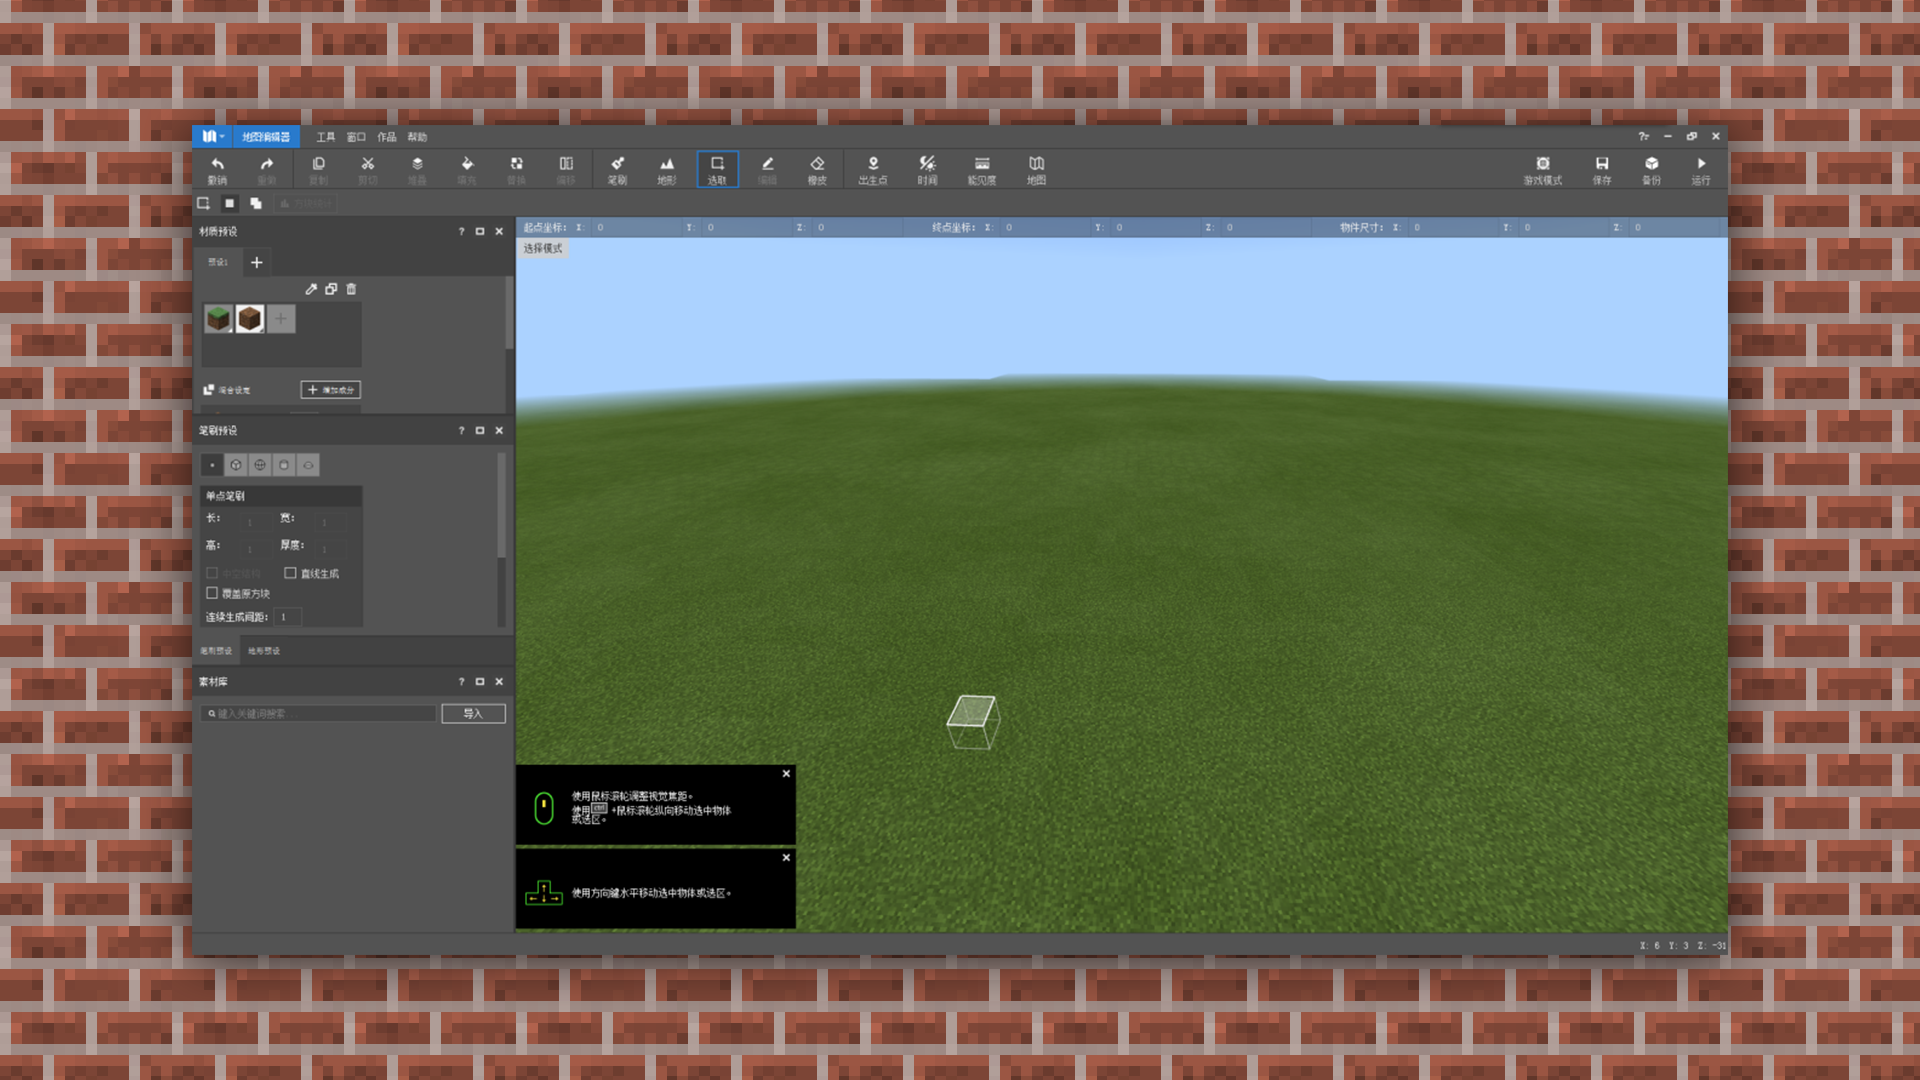 地图编辑器 工具 窗口 作品 帮助
撤销 重做 复制 剪切 堆叠 填充 替换 偏移 笔刷 地形 选取 编辑 橡皮 出生点 时间 能见度 地图 游戏模式 保存 备份 运行
材质预设 ?
起点坐标: X: 0 Y: 0 Z: 0 终点坐标: X: 0 Y: 0 Z: 0 物件尺寸: X: 0 Y: 0 Z: 0
选择模式
预设1 +
混合设定 + 增加成分
笔刷预设 ?
单点笔刷
长: 1 宽: 1
高: 1 厚度: 1
中空结构 直线生成
覆盖原方块
连续生成间距: 1
笔刷预设 地形预设
素材库 ?
键入关键词搜索... 导入
使用鼠标滚轮调整视觉焦距。
使用 +鼠标滚轮纵向移动选中物体
或选区。
使用方向键水平移动选中物体或选区。
X: 6 Y: 3 Z: -31